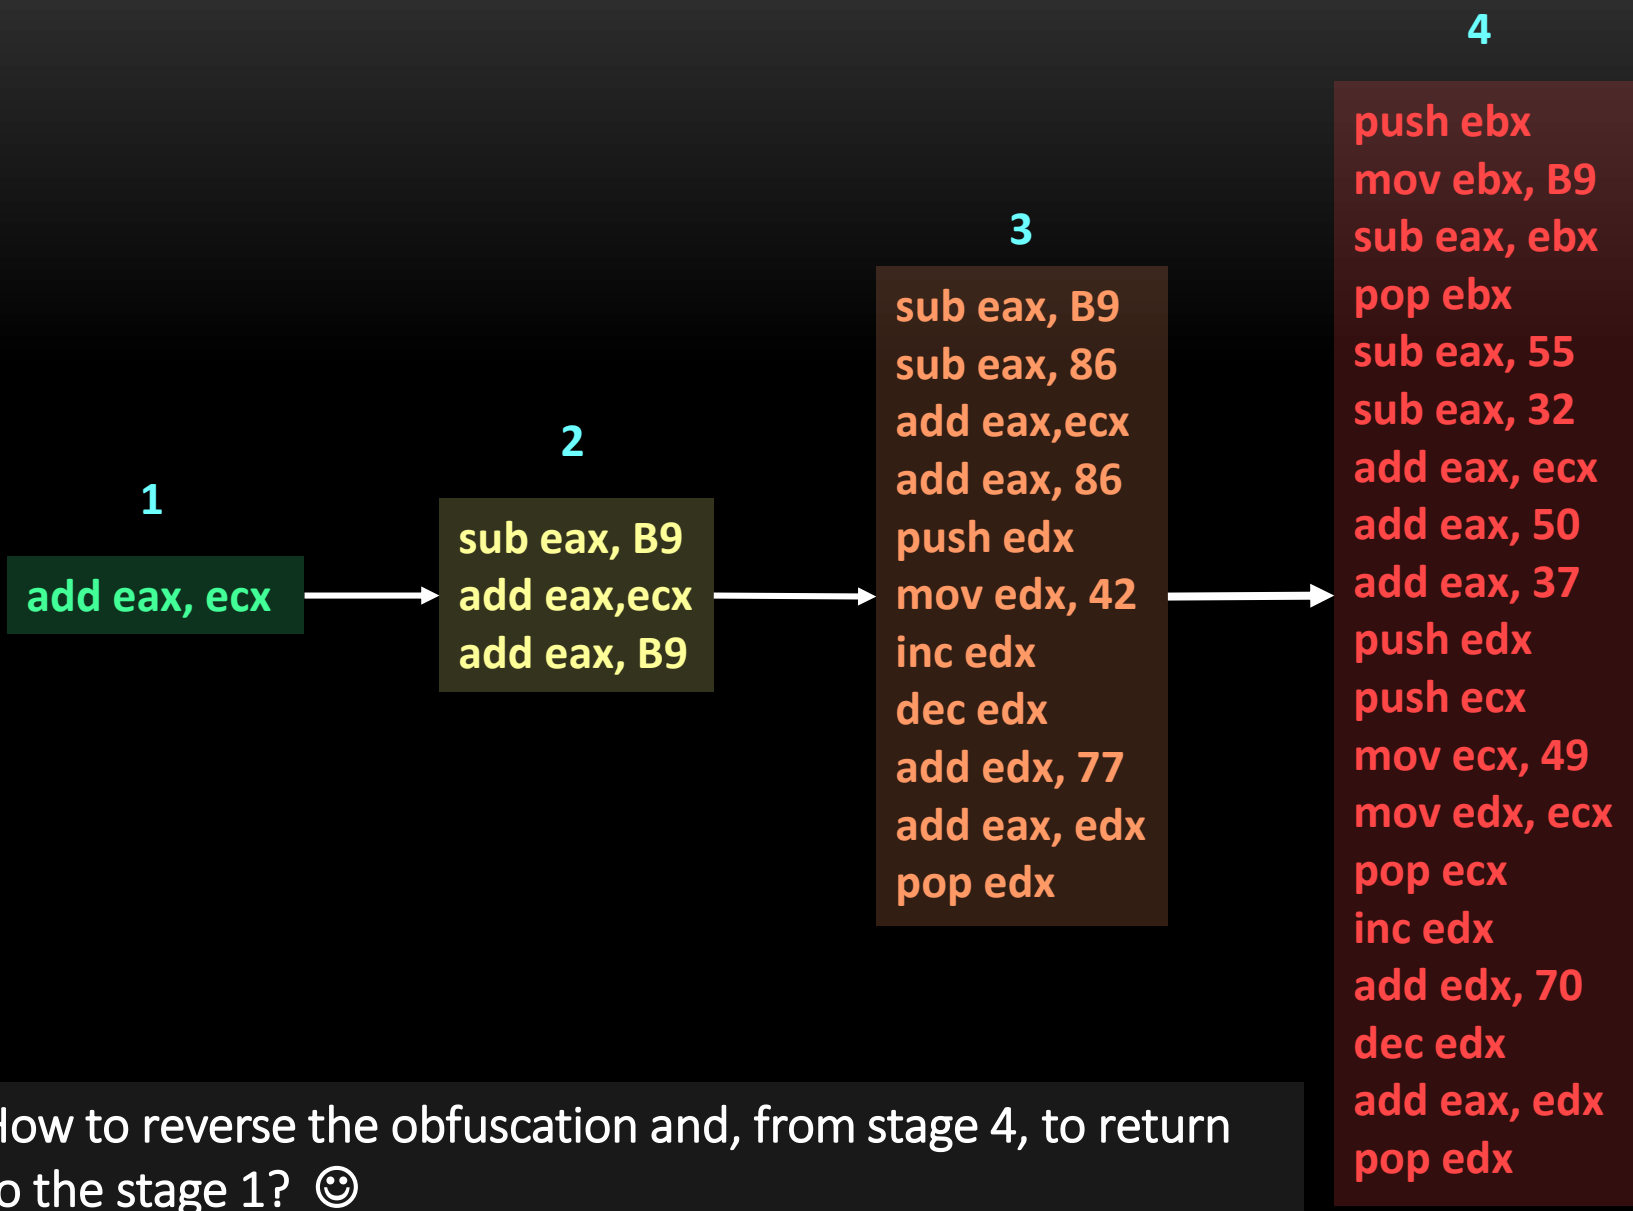 1
add eax, ecx
2
sub eax, B9
add eax,ecx
add eax, B9
3
sub eax, B9
sub eax, 86
add eax,ecx
add eax, 86
push edx
mov edx, 42
inc edx
dec edx
add edx, 77
add eax, edx
pop edx
4
push ebx
mov ebx, B9
sub eax, ebx
pop ebx
sub eax, 55
sub eax, 32
add eax, ecx
add eax, 50
add eax, 37
push edx
push ecx
mov ecx, 49
mov edx, ecx
pop ecx
inc edx
add edx, 70
dec edx
add eax, edx
pop edx
How to reverse the obfuscation and, from stage 4, to return
o the stage 1? ☺